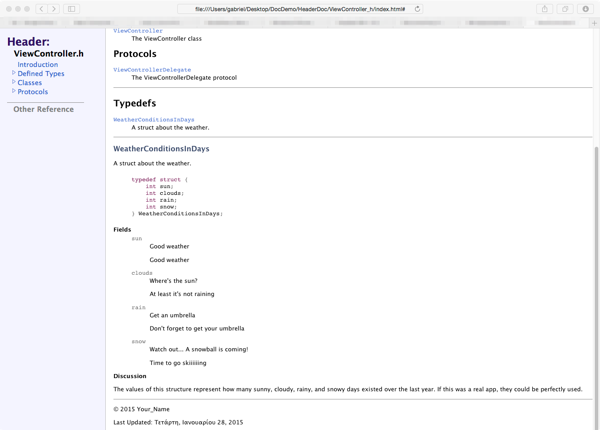 file:///Users/gabriel/Desktop/DocDemo/HeaderDoc/ViewController_h/index.html#
Header:
ViewController.h
Introduction
Defined Types
Classes
Protocols
Other Reference
ViewController
The ViewController class
Protocols
ViewControllerDelegate
The ViewControllerDelegate protocol
Typedefs
WeatherConditionsInDays
A struct about the weather.
WeatherConditionsInDays
A struct about the weather.
typedef struct {
int sun;
int clouds;
int rain;
int snow;
} WeatherConditionsInDays;
Fields
sun
Good weather
Good weather
clouds
Where's the sun?
At least it's not raining
rain
Get an umbrella
Don't forget to get your umbrella
snow
Watch out... A snowball is coming!
Time to go skiiiiiing
Discussion
The values of this structure represent how many sunny, cloudy, rainy, and snowy days existed over the last year. If this was a real app, they could be perfectly used.
© 2015 Your_Name
Last Updated: Τετάρτη, Ιανουαρίου 28, 2015